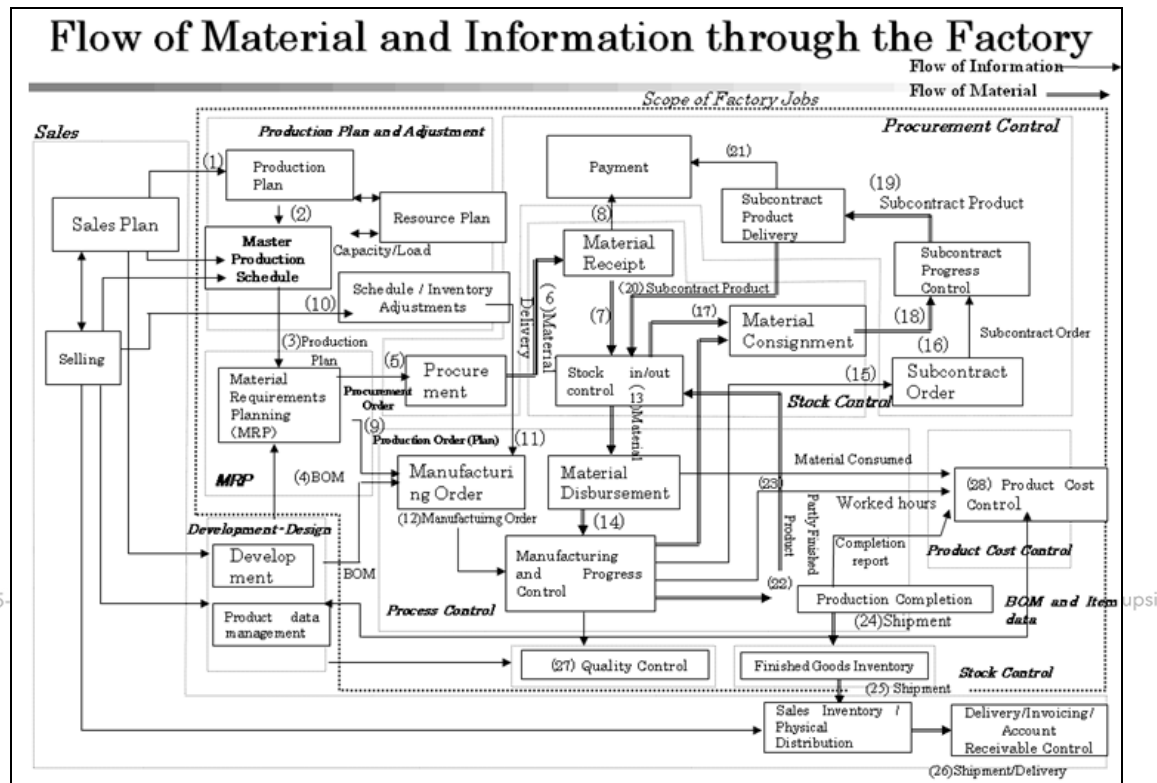 Flow of Material and Information through the Factory
Flow of Information
Flow of Material
Scope of Factory Jobs
Sales
Production Plan and Adjustment
Procurement Control
(1)
Production
Plan
Payment
(21)
(19)
Subcontract Product
Sales Plan
(2)
Resource Plan
Subcontract
Product
Delivery
(8)
Master
Production
Schedule
Capacity/Load
Material
Receipt
Subcontract
Progress
Control
(10)
Schedule / Inventory
Adjustments
Delivery
(6)Material
(20)Subcontract Product
(7)
(17)
Material
Consignment
(18)
Subcontract Order
Selling
(3)Production
Plan
(5)
Procure
ment
Stock in/out
control
(13)Material
(15)
(16)
Subcontract
Order
Stock Control
Material
Requirements
Planning
(MRP)
Procurement
Order
(9)
Production Order (Plan)
(11)
MRP
(4)BOM
Manufacturi
ng Order
Material
Disbursement
Material Consumed
(23)
Worked hours
(28) Product Cost
Control
(12)Manufactuirng Order
(14)
Product
Partly Finished
Development-Design
Develop
ment
BOM
Manufacturing
and Progress
Control
Completion
report
Product Cost Control
(22)
Process Control
Production Completion
BOM and Item
data
5-
upsi
Product data
management
(24)Shipment
(27) Quality Control
Finished Goods Inventory
Stock Control
(25) Shipment
Sales Inventory /
Physical
Distribution
Delivery/Invoicing/
Account
Receivable Control
(26)Shipment/Delivery